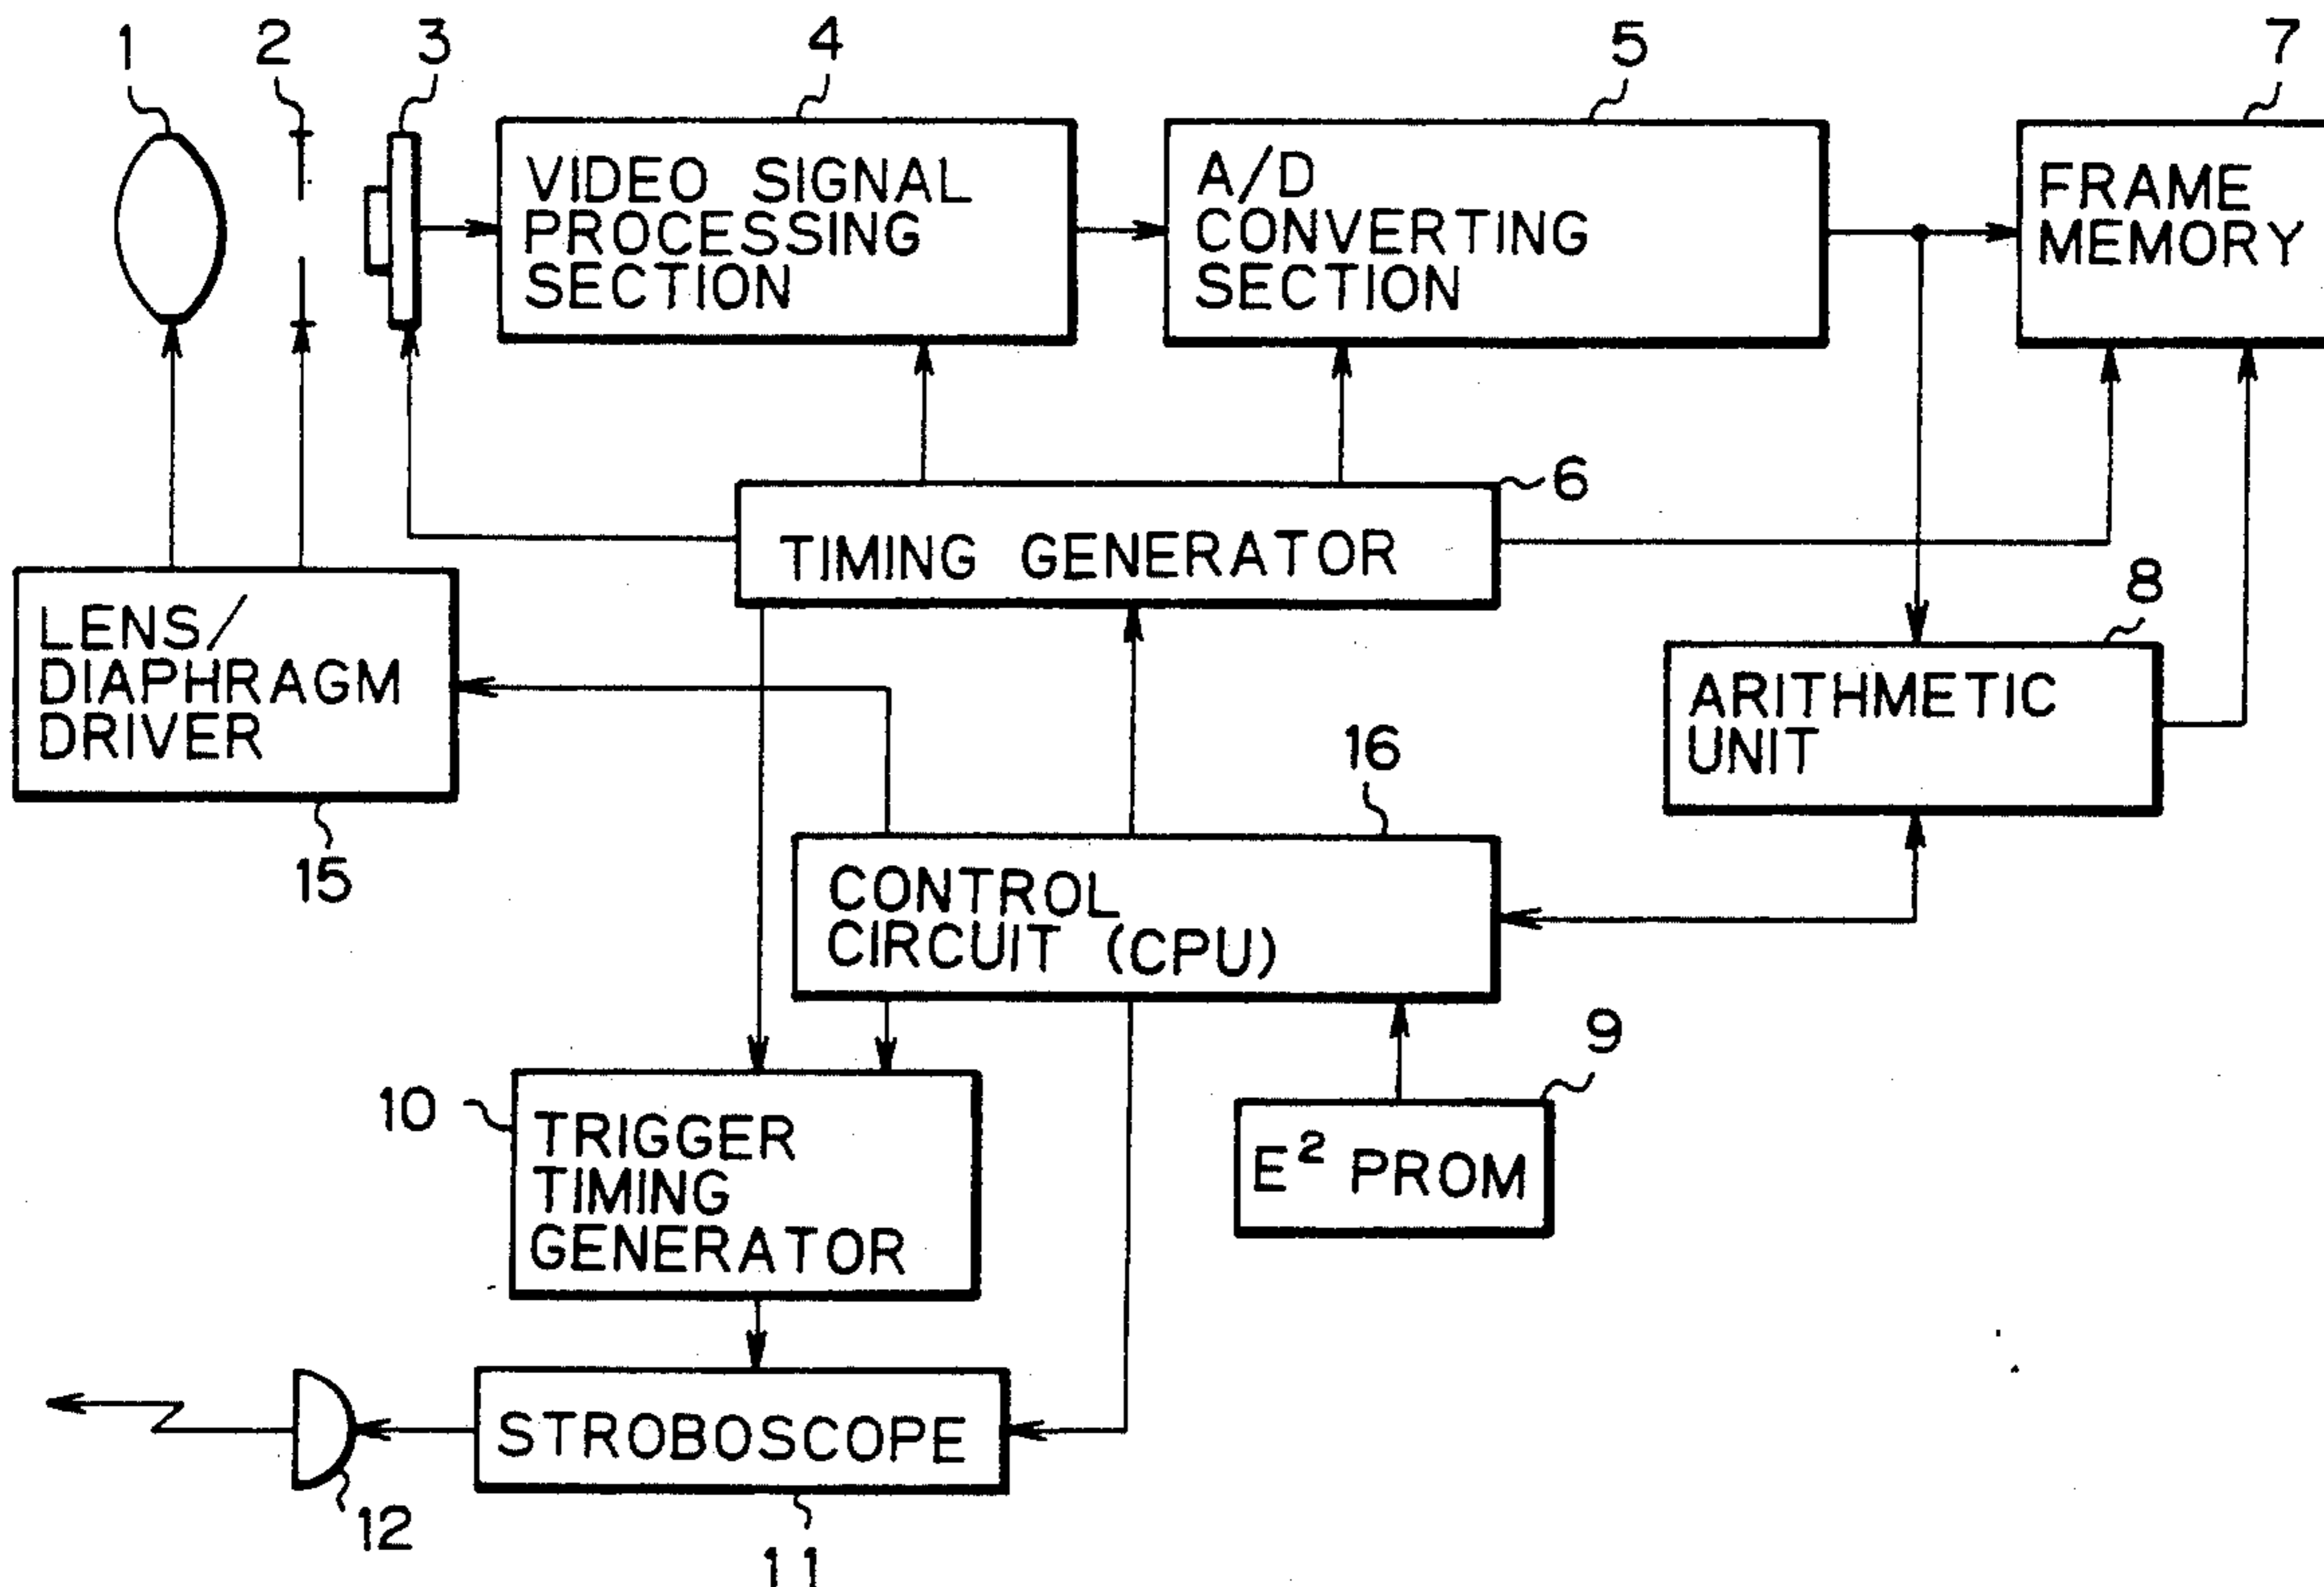 1
2
3
4
5
7
VIDEO SIGNAL
PROCESSING
SECTION
A/D
CONVERTING
SECTION
FRAME
MEMORY
6
TIMING GENERATOR
LENS/
DIAPHRAGM
DRIVER
15
8
ARITHMETIC
UNIT
16
CONTROL
CIRCUIT (CPU)
9
E² PROM
10
TRIGGER
TIMING
GENERATOR
STROBOSCOPE
12
11